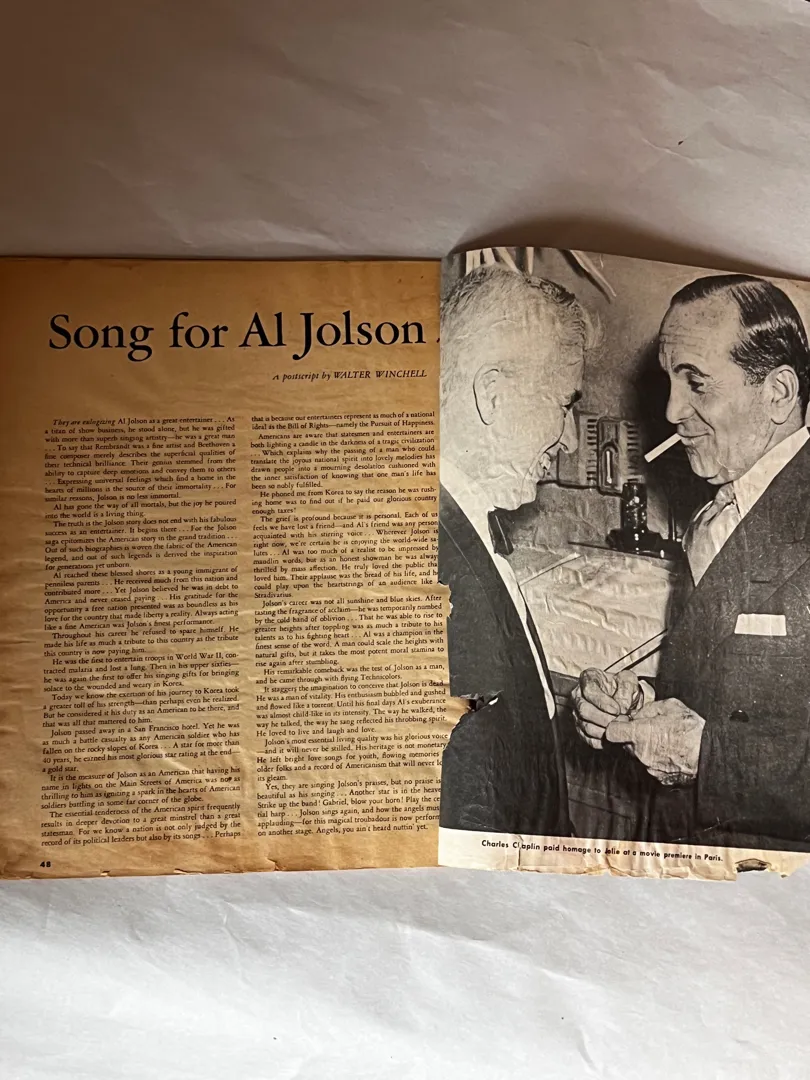 Song for Al Jolson
A postscript by WALTER WINCHELL
They are eulogizing Al Jolson as a great entertainer . . . As
a titan of show business, he stood alone, but he was gifted
with more than superb singing artistry—he was a great man
. . . To say that Rembrandt was a fine artist and Beethoven a
fine composer merely describes the superficial qualities of
their technical brilliance. Their genius stemmed from the
ability to capture deep emotions and convey them to others
. . . Expressing universal feelings which find a home in the
hearts of millions is the source of their immortality . . . For
similar reasons, Jolson is no less immortal.
Al has gone the way of all mortals, but the joy he poured
into the world is a living thing.
The truth is the Jolson story does not end with his fabulous
success as an entertainer. It begins there . . . For the Jolson
saga epitomizes the American story in the grand tradition . . .
Out of such biographies is woven the fabric of the American
legend, and out of such legends is derived the inspiration
for generations yet unborn.
Al reached these blessed shores as a young immigrant of
penniless parents . . . He received much from this nation and
contributed more . . . Yet Jolson believed he was in debt to
America and never ceased paying . . . His gratitude for the
opportunity a free nation presented was as boundless as his
love for the country that made liberty a reality. Always acting
like a fine American was Jolson's finest performance.
Throughout his career he refused to spare himself. He
made his life as much a tribute to this country as the tribute
this country is now paying him.
He was the first to entertain troops in World War II, con-
tracted malaria and lost a lung. Then in his upper sixties—
he was again the first to offer his singing gifts for bringing
solace to the wounded and weary in Korea.
Today we know the exertion of his journey to Korea took
a greater toll of his strength—than perhaps even he realized.
But he considered it his duty as an American to be there, and
that was all that mattered to him.
Jolson passed away in a San Francisco hotel. Yet he was
as much a battle casualty as any American soldier who has
fallen on the rocky slopes of Korea . . . A star for more than
40 years, he earned his most glorious star rating at the end—
a gold star.
It is the measure of Jolson as an American that having his
name in lights on the Main Streets of America was not as
thrilling to him as igniting a spark in the hearts of American
soldiers battling in some far corner of the globe.
The essential tenderness of the American spirit frequently
results in deeper devotion to a great minstrel than a great
statesman. For we know a nation is not only judged by the
record of its political leaders but also by its songs . . . Perhaps
48
that is because our entertainers represent as much of a national
ideal as the Bill of Rights—namely the Pursuit of Happiness.
Americans are aware that statesmen and entertainers are
both lighting a candle in the darkness of a tragic civilization
. . . Which explains why the passing of a man who could
translate the joyous national spirit into lovely melodies has
drawn people into a mourning desolation cushioned with
the inner satisfaction of knowing that one man's life has
been so nobly fulfilled.
He phoned me from Korea to say the reason he was rush-
ing home was to find out if he paid our glorious country
enough taxes!
The grief is profound because it is personal. Each of us
feels we have lost a friend—and Al's friend was any person
acquainted with his stirring voice . . . Wherever Jolson is
right now, we're certain he is enjoying the world-wide sa-
lutes . . . Al was too much of a realist to be impressed by
maudlin words, but as an honest showman he was always
thrilled by mass affection. He truly loved the public that
loved him. Their applause was the bread of his life, and he
could play upon the heartstrings of an audience like a
Stradivarius.
Jolson's career was not all sunshine and blue skies. After
tasting the fragrance of acclaim—he was temporarily numbed
by the cold hand of oblivion . . . That he was able to rise to
greater heights after toppling was as much a tribute to his
talents as to his fighting heart . . . Al was a champion in the
finest sense of the word. A man could scale the heights with
natural gifts, but it takes the most potent moral stamina to
rise again after stumbling.
His remarkable comeback was the test of Jolson as a man,
and he came through with flying Technicolors.
It staggers the imagination to conceive that Jolson is dead.
He was a man of vitality. His enthusiasm bubbled and gushed
and flowed like a torrent. Until his final days Al's exuberance
was almost child-like in its intensity. The way he walked, the
way he talked, the way he sang reflected his throbbing spirit.
He loved to live and laugh and love.
Jolson's most essential living quality was his glorious voice
—and it will never be stilled. His heritage is not monetary.
He left bright love songs for youth, flowing memories
older folks and a record of Americanism that will never
its gleam.
Yes, they are singing Jolson's praises, but no praise is
beautiful as his singing . . . Another star is in the
Strike up the band! Gabriel, blow your horn! Play the
tial harp . . . Jolson sings again, and how the angels
applauding—for this magical troubadour is now
on another stage. Angels, you ain't heard nuttin' yet.
Charles Chaplin paid homage to Jolie at a movie premiere in Paris.